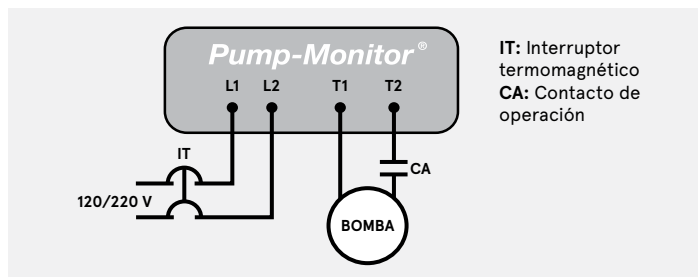 Pump-Monitor®
L1 L2 T1 T2
IT: Interruptor
termomagnético
CA: Contacto de
operación
IT
CA
120/220 V
BOMBA